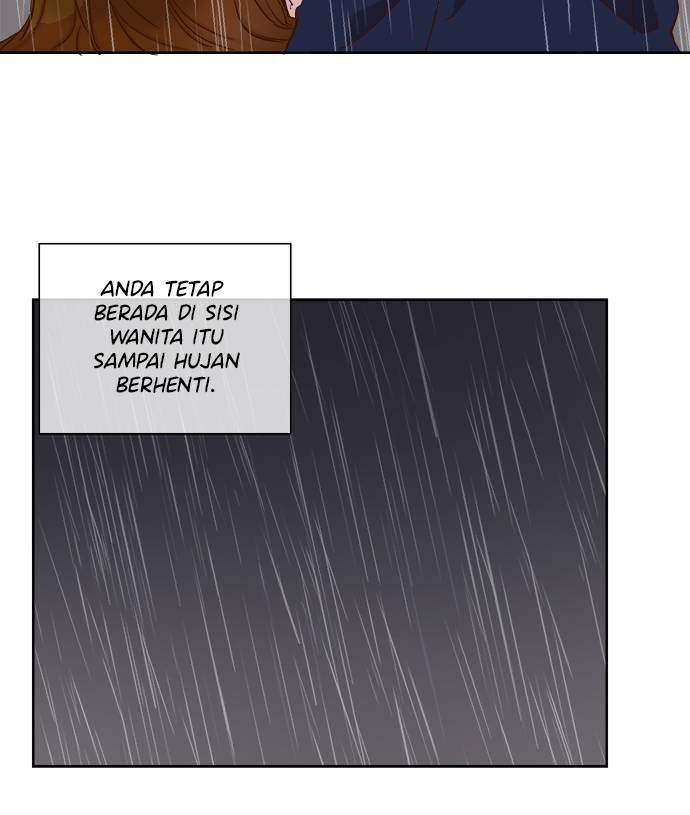 ANDA TETAP
BERADA DI SISI
WANITA ITU
SAMPAI HUJAN
BERHENTI.